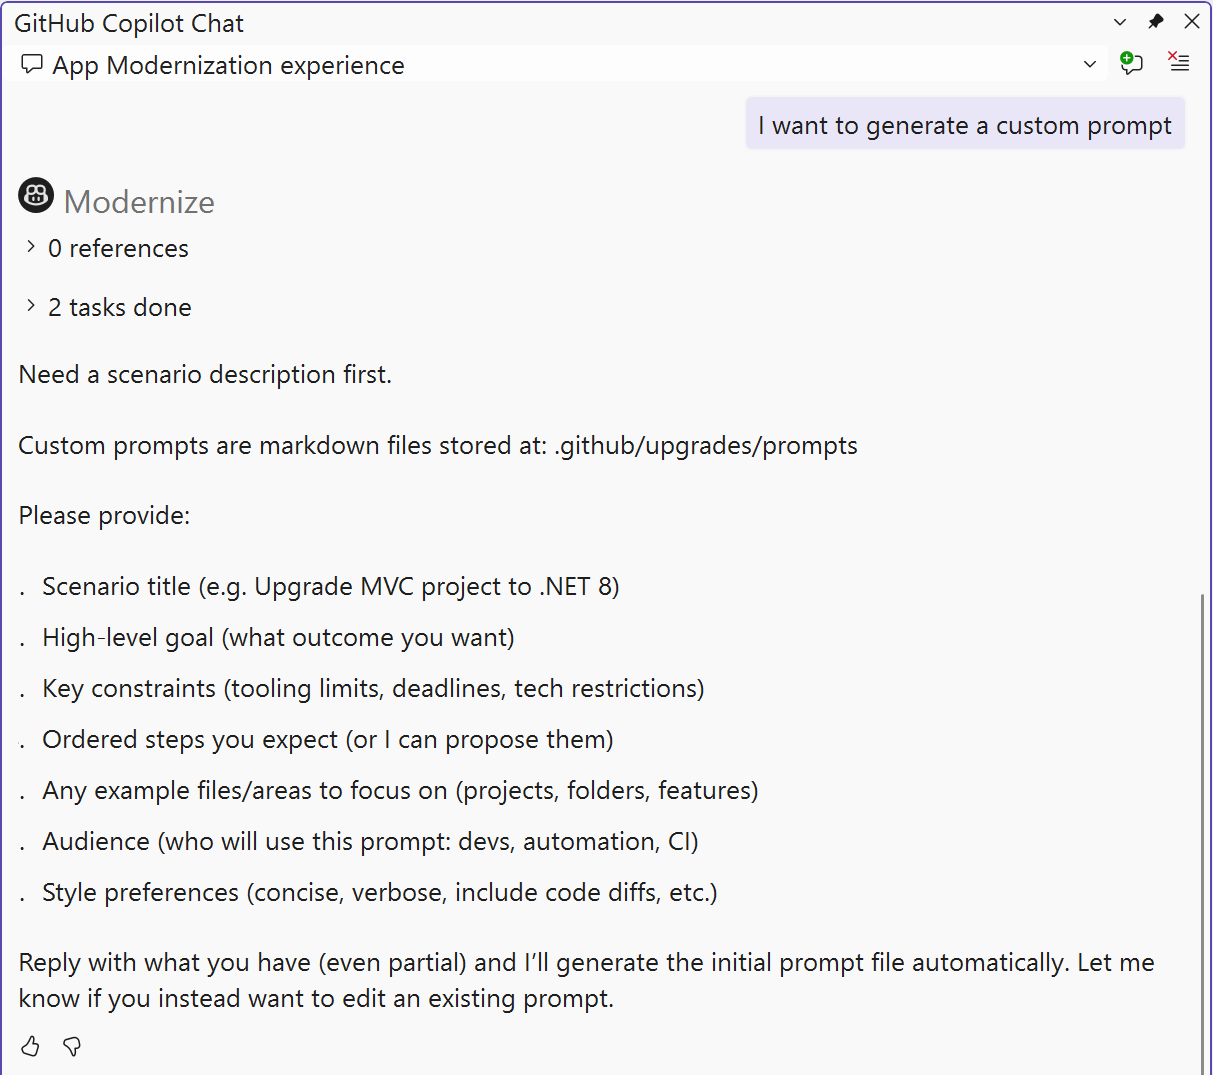 GitHub Copilot Chat
App Modernization experience
I want to generate a custom prompt
Modernize
0 references
2 tasks done
Need a scenario description first.
Custom prompts are markdown files stored at: .github/upgrades/prompts
Please provide:
. Scenario title (e.g. Upgrade MVC project to .NET 8)
. High-level goal (what outcome you want)
. Key constraints (tooling limits, deadlines, tech restrictions)
. Ordered steps you expect (or I can propose them)
. Any example files/areas to focus on (projects, folders, features)
. Audience (who will use this prompt: devs, automation, CI)
. Style preferences (concise, verbose, include code diffs, etc.)
Reply with what you have (even partial) and I’ll generate the initial prompt file automatically. Let me
know if you instead want to edit an existing prompt.